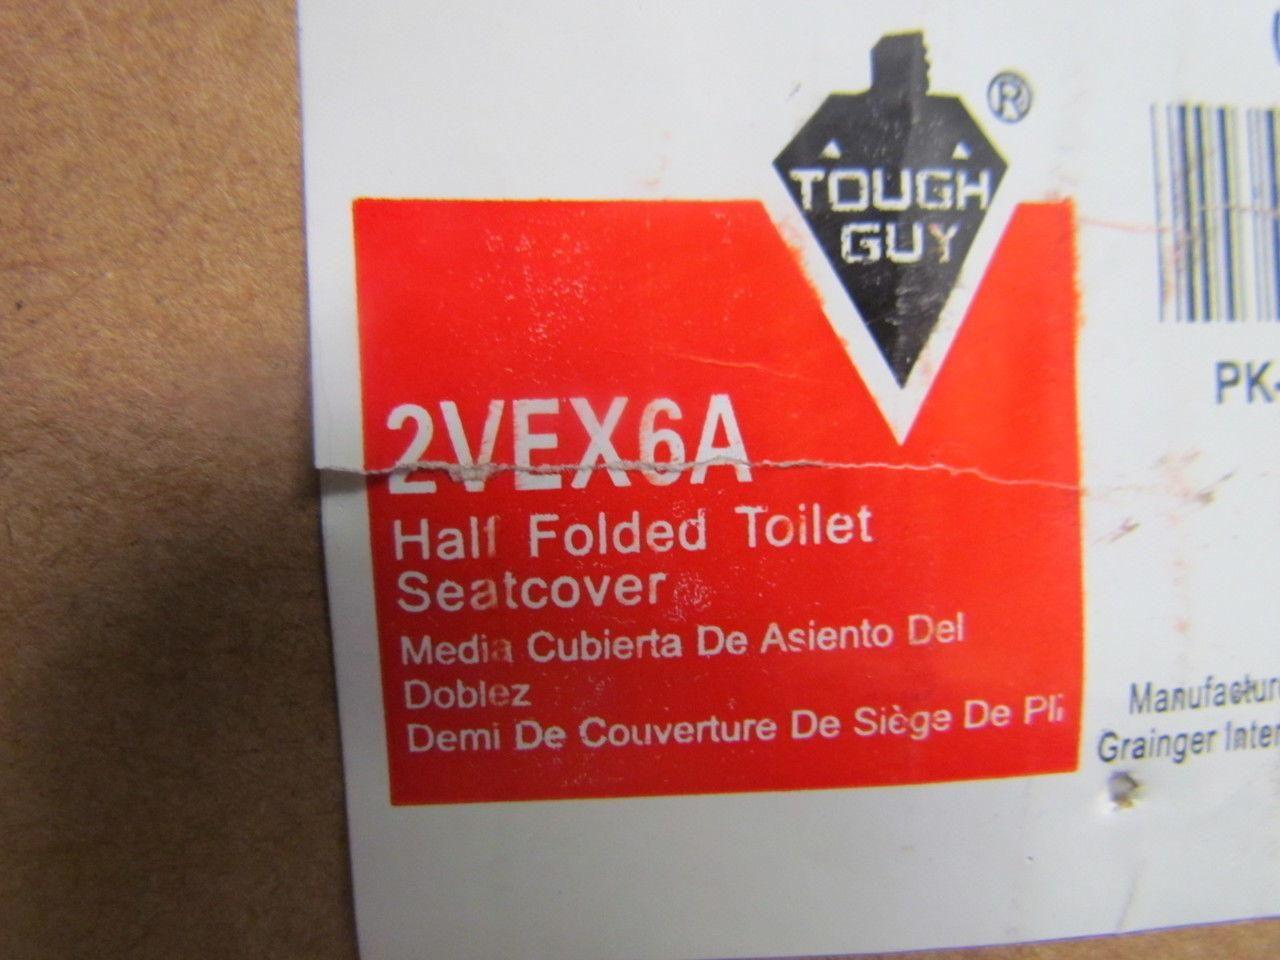 ®
TOUGH
GUY
PK-
2VEX6A
Half Folded Toilet
Seatcover
Media Cubierta De Asiento Del
Doblez
Demi De Couverture De Siège De Pli
Manufactur
Grainger Inter